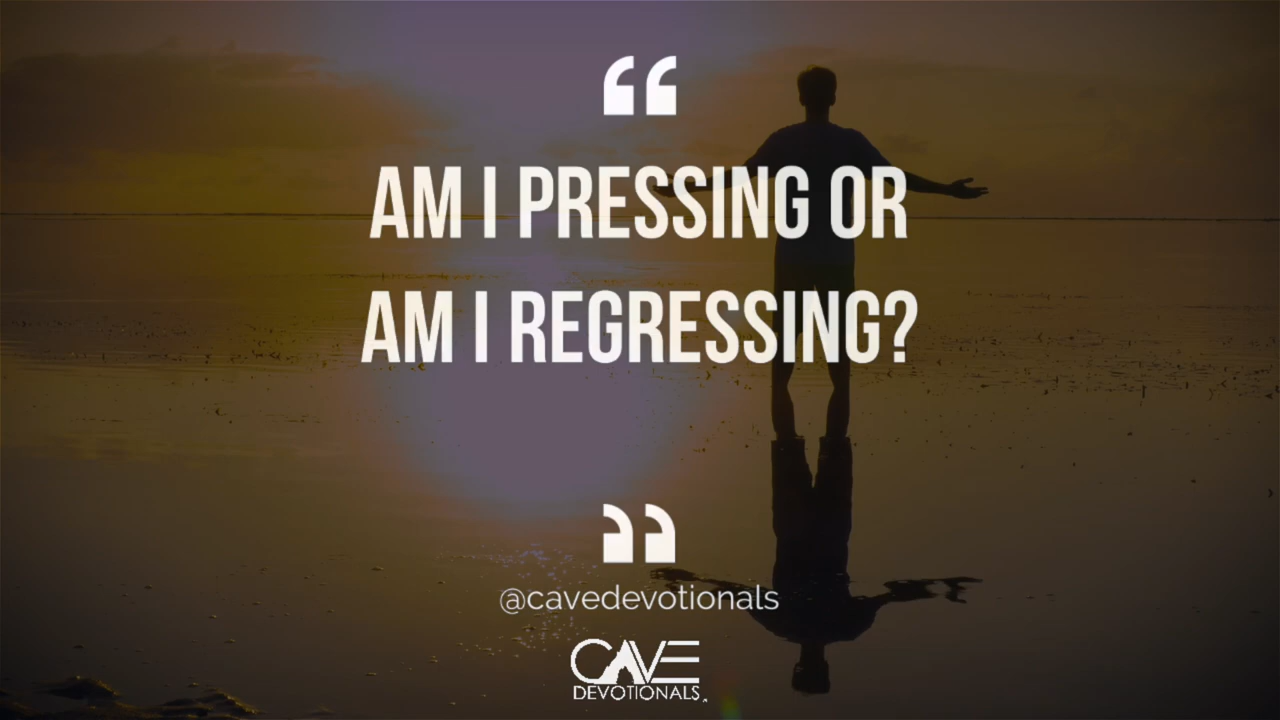 “
AM I PRESSING OR
AM I REGRESSING?
”
@cavedevotionals
CAVE
DEVOTIONALS